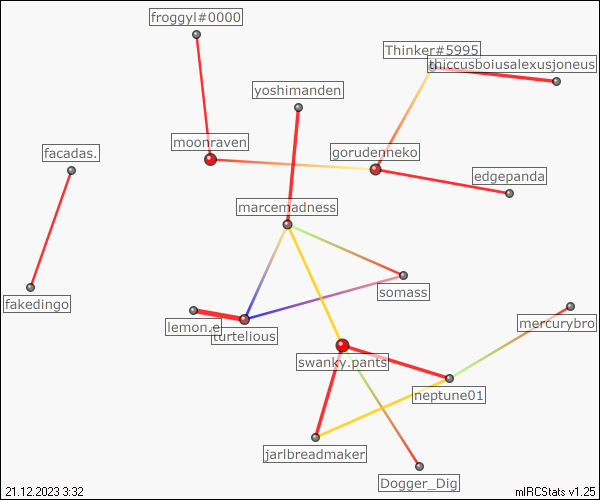 froggyl#0000
Thinker#5995
thiccusboiusalexusjoneus
yoshimanden
moonraven
gorudenneko
facadas.
edgepanda
marcemadness
somass
fakedingo
lemon.e
turtelious
mercurybro
swanky.pants
neptune01
jarlbreadmaker
Dogger_Dig
21.12.2023 3:32
mIRCStats v1.25